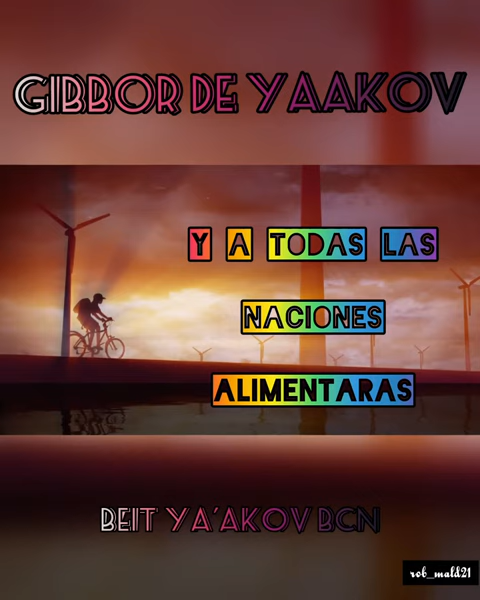 GIBBOR DE YAAKOV
Y A TODAS LAS
NACIONES
ALIMENTARAS
BEIT YA'AKOV BCN
rob_mald21